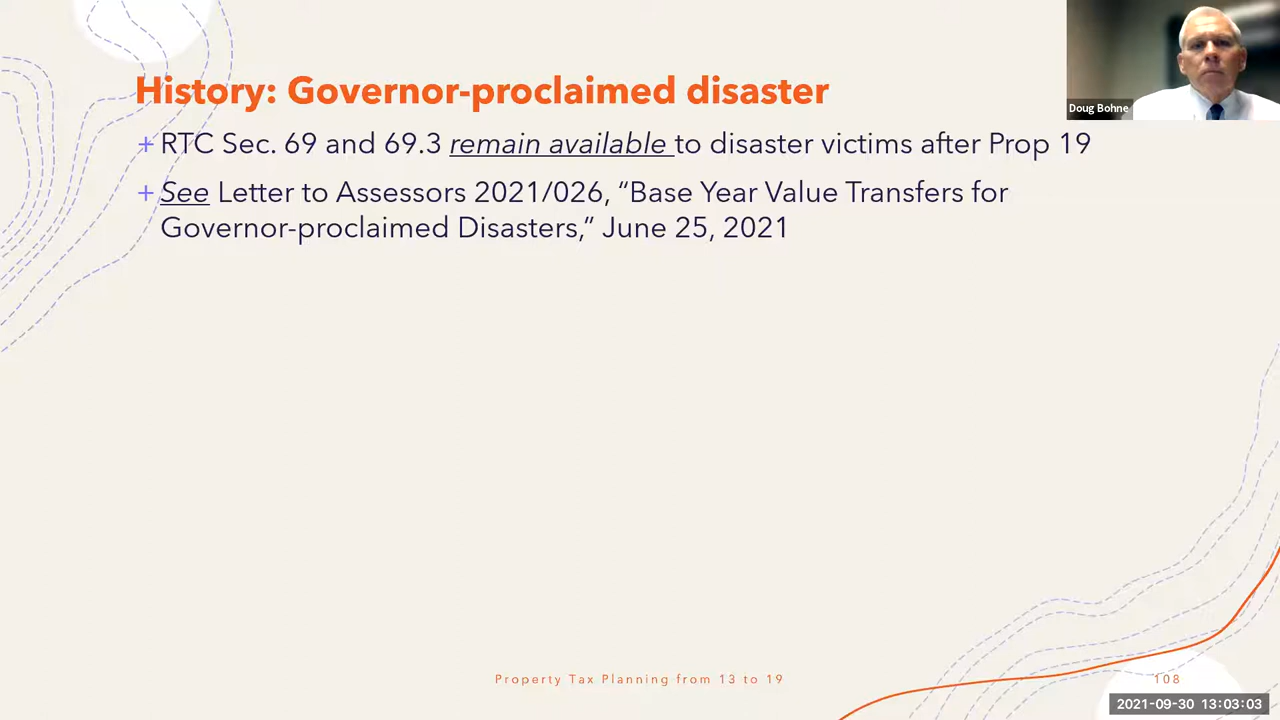 History: Governor-proclaimed disaster
Doug Bohne
+ RTC Sec. 69 and 69.3 remain available to disaster victims after Prop 19
+ See Letter to Assessors 2021/026, “Base Year Value Transfers for
Governor-proclaimed Disasters,” June 25, 2021
Property Tax Planning from 13 to 19
108
2021-09-30 13:03:03